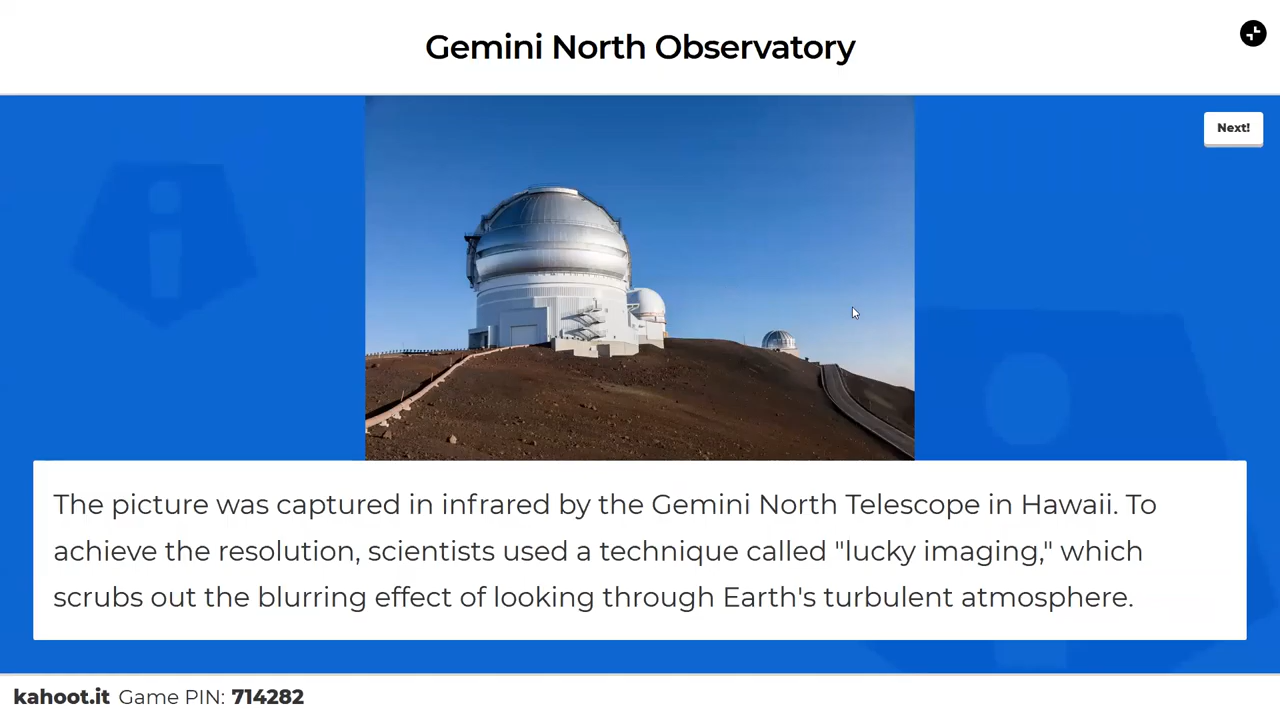 Gemini North Observatory
Next!
The picture was captured in infrared by the Gemini North Telescope in Hawaii. To
achieve the resolution, scientists used a technique called "lucky imaging," which
scrubs out the blurring effect of looking through Earth's turbulent atmosphere.
kahoot.it Game PIN: 714282